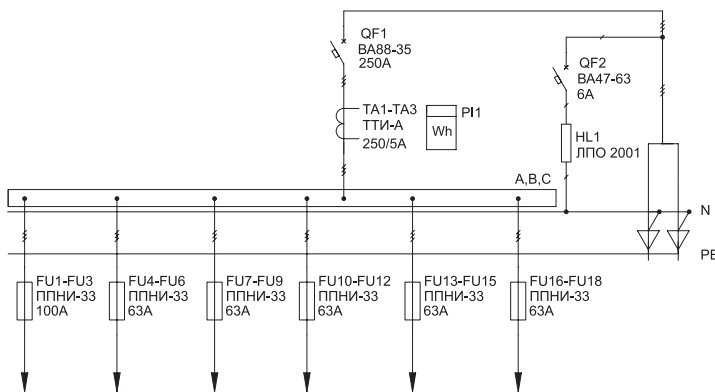 QF1
ВА88-35
250А
QF2
ВА47-63
6А
ТА1-ТА3
ТТИ-А
250/5А
PI1
Wh
HL1
ЛПО 2001
А,В,С
N
PE
FU1-FU3
ППНИ-33
100А
FU4-FU6
ППНИ-33
63А
FU7-FU9
ППНИ-33
63А
FU10-FU12
ППНИ-33
63А
FU13-FU15
ППНИ-33
63А
FU16-FU18
ППНИ-33
63А